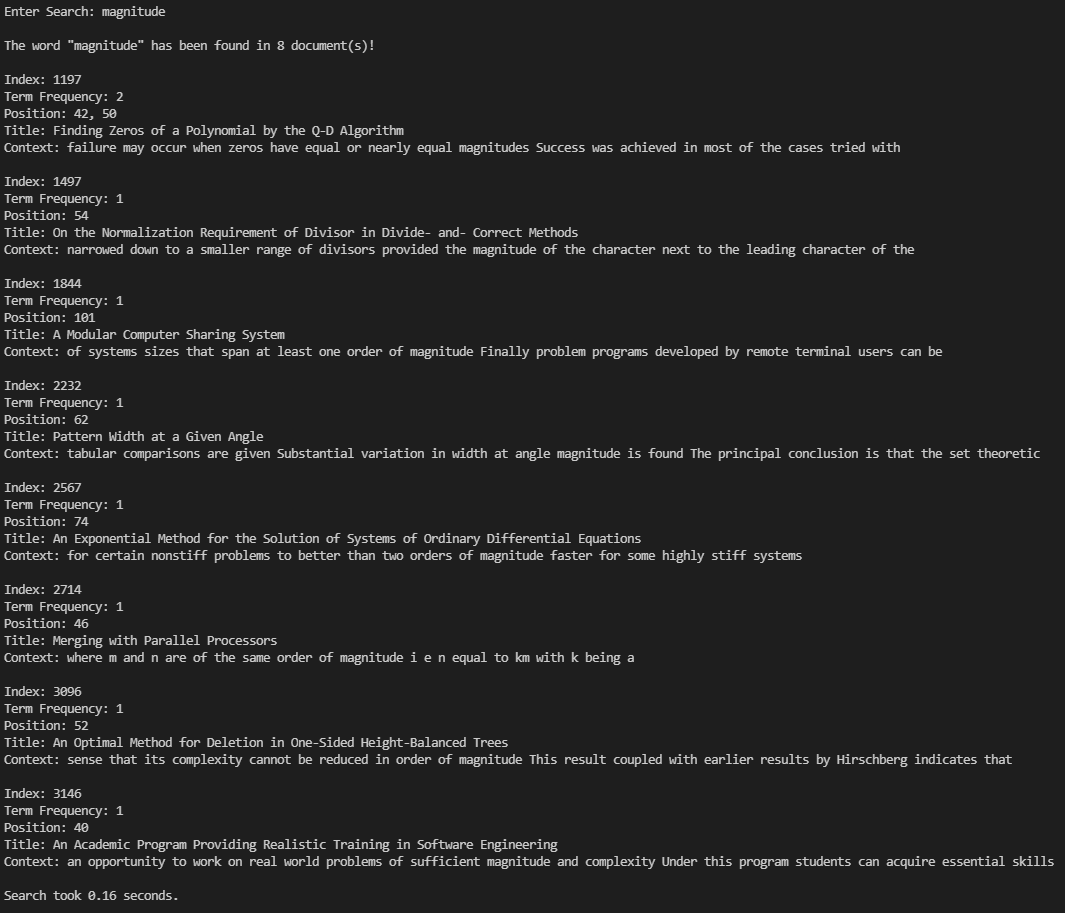 Enter Search: magnitude
The word "magnitude" has been found in 8 document(s)!
Index: 1197
Term Frequency: 2
Position: 42, 50
Title: Finding Zeros of a Polynomial by the Q-D Algorithm
Context: failure may occur when zeros have equal or nearly equal magnitudes Success was achieved in most of the cases tried with
Index: 1497
Term Frequency: 1
Position: 54
Title: On the Normalization Requirement of Divisor in Divide- and- Correct Methods
Context: narrowed down to a smaller range of divisors provided the magnitude of the character next to the leading character of the
Index: 1844
Term Frequency: 1
Position: 101
Title: A Modular Computer Sharing System
Context: of systems sizes that span at least one order of magnitude Finally problem programs developed by remote terminal users can be
Index: 2232
Term Frequency: 1
Position: 62
Title: Pattern Width at a Given Angle
Context: tabular comparisons are given Substantial variation in width at angle magnitude is found The principal conclusion is that the set theoretic
Index: 2567
Term Frequency: 1
Position: 74
Title: An Exponential Method for the Solution of Systems of Ordinary Differential Equations
Context: for certain nonstiff problems to better than two orders of magnitude faster for some highly stiff systems
Index: 2714
Term Frequency: 1
Position: 46
Title: Merging with Parallel Processors
Context: where m and n are of the same order of magnitude i e n equal to km with k being a
Index: 3096
Term Frequency: 1
Position: 52
Title: An Optimal Method for Deletion in One-Sided Height-Balanced Trees
Context: sense that its complexity cannot be reduced in order of magnitude This result coupled with earlier results by Hirschberg indicates that
Index: 3146
Term Frequency: 1
Position: 40
Title: An Academic Program Providing Realistic Training in Software Engineering
Context: an opportunity to work on real world problems of sufficient magnitude and complexity Under this program students can acquire essential skills
Search took 0.16 seconds.